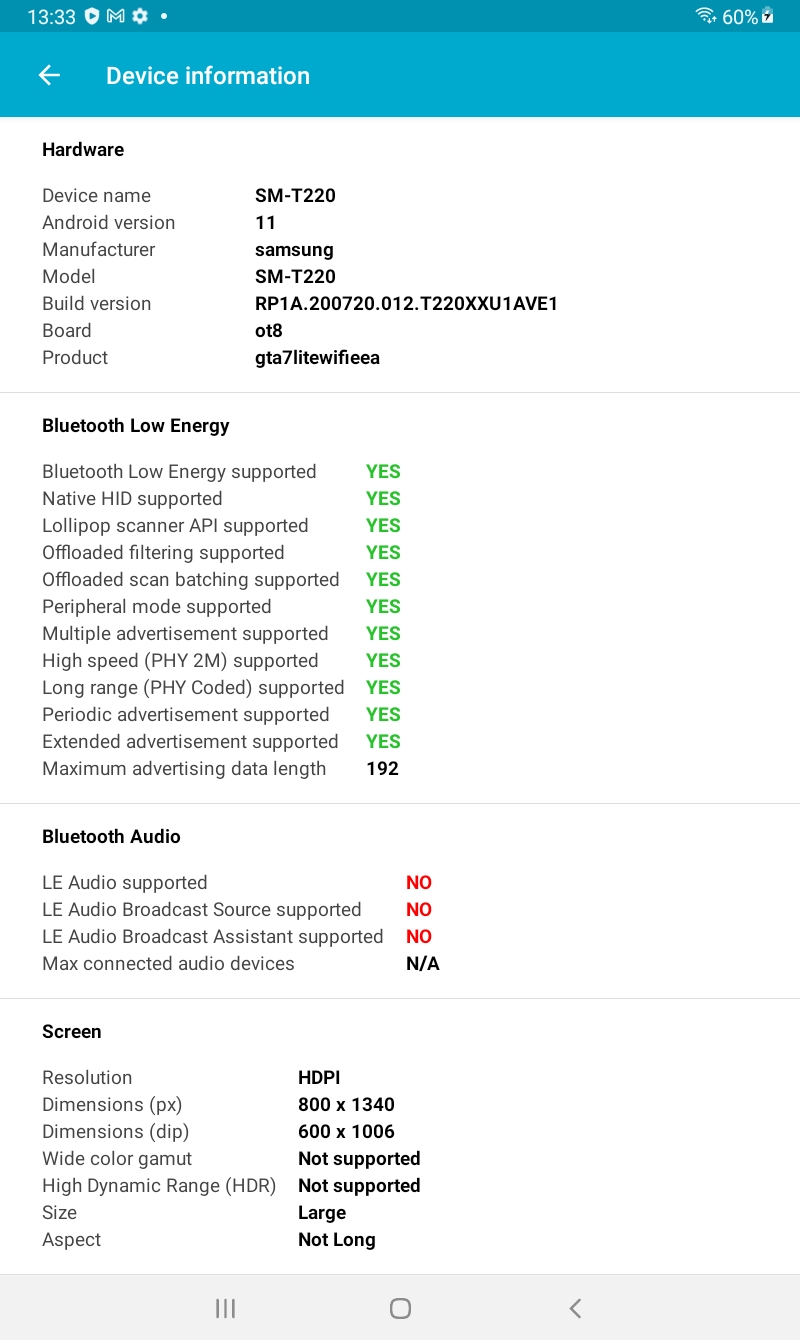 13:33 60%
Device information
Hardware
Device name SM-T220
Android version 11
Manufacturer samsung
Model SM-T220
Build version RP1A.200720.012.T220XXU1AVE1
Board ot8
Product gta7litewifieea
Bluetooth Low Energy
Bluetooth Low Energy supported YES
Native HID supported YES
Lollipop scanner API supported YES
Offloaded filtering supported YES
Offloaded scan batching supported YES
Peripheral mode supported YES
Multiple advertisement supported YES
High speed (PHY 2M) supported YES
Long range (PHY Coded) supported YES
Periodic advertisement supported YES
Extended advertisement supported YES
Maximum advertising data length 192
Bluetooth Audio
LE Audio supported NO
LE Audio Broadcast Source supported NO
LE Audio Broadcast Assistant supported NO
Max connected audio devices N/A
Screen
Resolution HDPI
Dimensions (px) 800 x 1340
Dimensions (dip) 600 x 1006
Wide color gamut Not supported
High Dynamic Range (HDR) Not supported
Size Large
Aspect Not Long